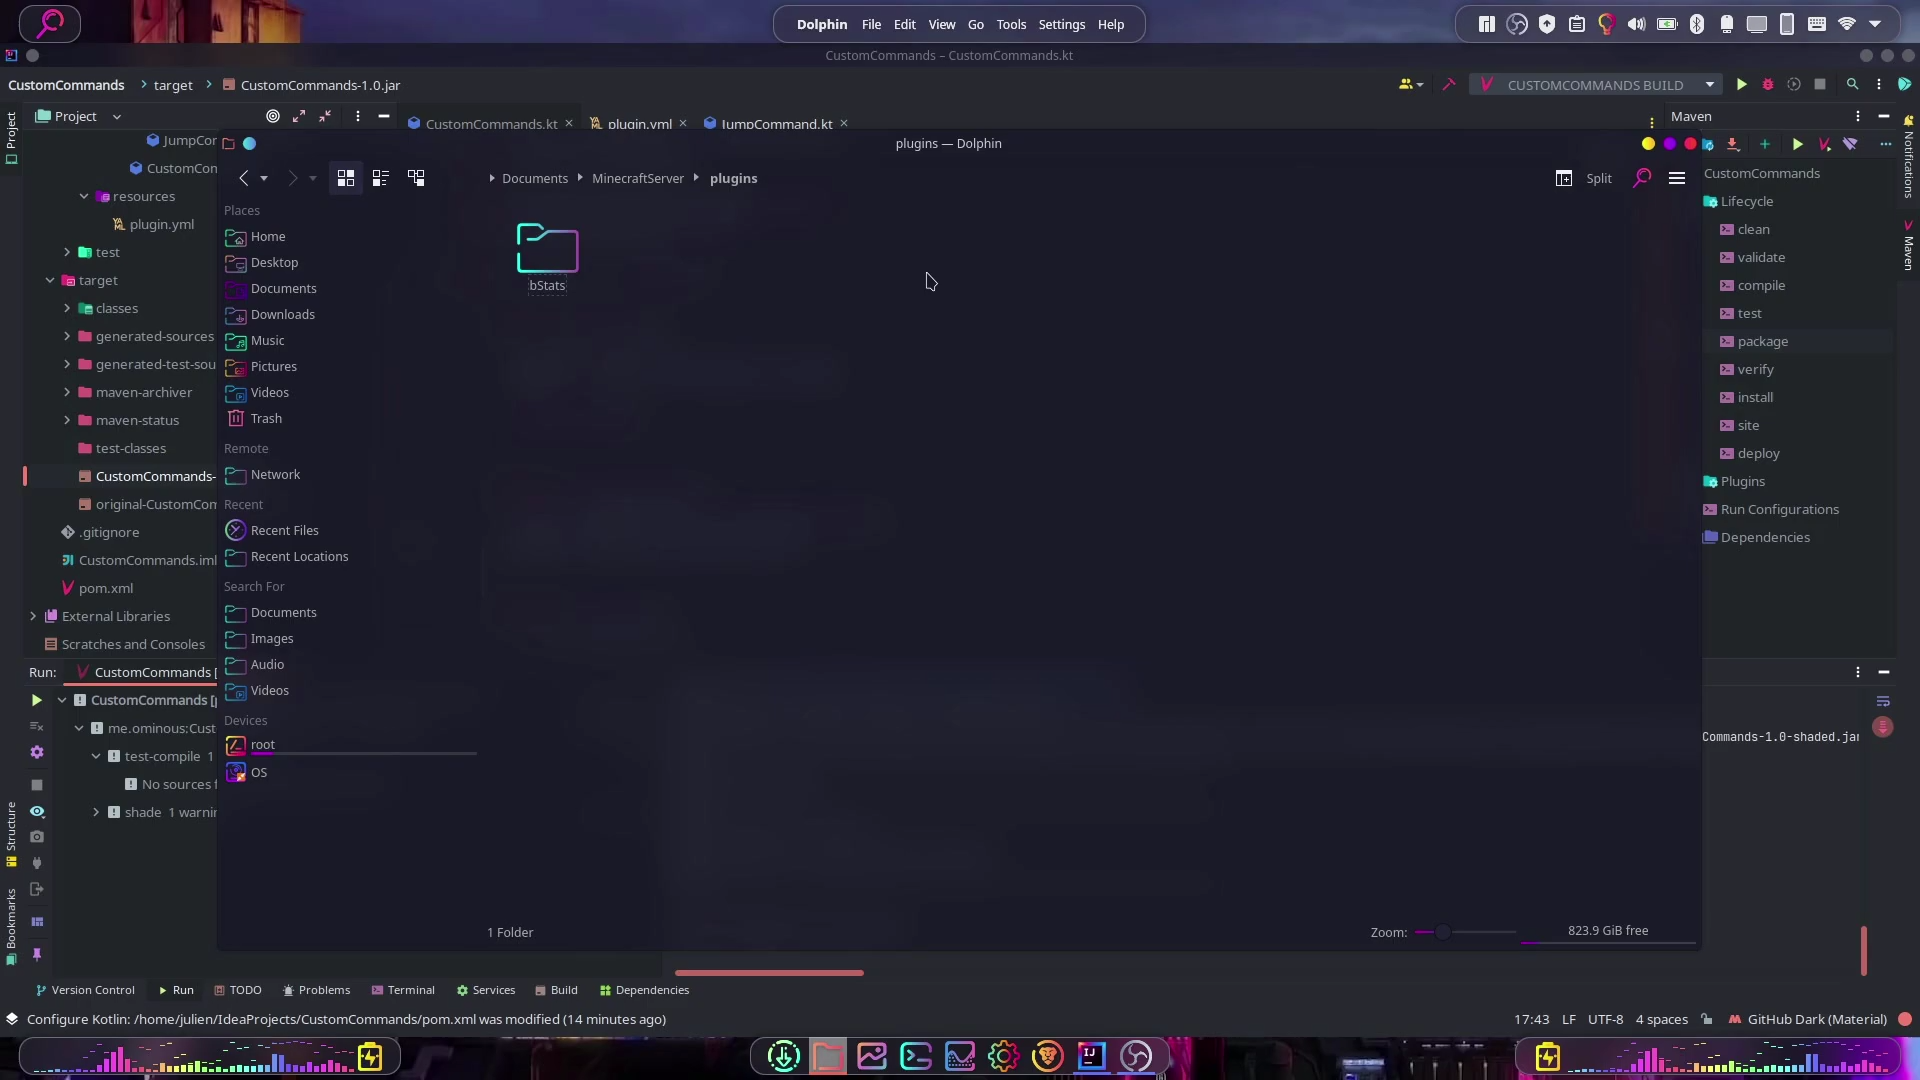 Dolphin File Edit View Go Tools Settings Help
CustomCommands – CustomCommands.kt
CustomCommands target CustomCommands-1.0.jar
CUSTOMCOMMANDS BUILD
Project
Project
CustomCommands.kt plugin.yml JumpCommand.kt
Maven
Notifications
Maven
JumpCor
CustomCon
resources
plugin.yml
test
target
classes
generated-sources
generated-test-sou
maven-archiver
maven-status
test-classes
CustomCommands-
original-CustomCom
.gitignore
CustomCommands.iml
pom.xml
External Libraries
Scratches and Consoles
plugins — Dolphin
Documents MinecraftServer plugins
Split
Places
Home
Desktop
Documents
Downloads
Music
Pictures
Videos
Trash
Remote
Network
Recent
Recent Files
Recent Locations
Search For
Documents
Images
Audio
Videos
Devices
root
OS
bStats
1 Folder
Zoom:
823.9 GiB free
CustomCommands
Lifecycle
clean
validate
compile
test
package
verify
install
site
deploy
Plugins
Run Configurations
Dependencies
Run: CustomCommands [
CustomCommands [
me.ominous:Cust
test-compile 1
No sources
shade 1 warnin
Commands-1.0-shaded.jar
Structure
Bookmarks
Version Control Run TODO Problems Terminal Services Build Dependencies
Configure Kotlin: /home/julien/IdeaProjects/CustomCommands/pom.xml was modified (14 minutes ago)
17:43 LF UTF-8 4 spaces GitHub Dark (Material)